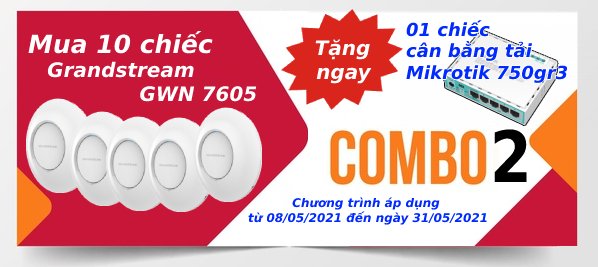 Mua 10 chiếc
Grandstream
GWN 7605
Tặng
ngay
01 chiếc
cân bằng tải
Mikrotik 750gr3
COMBO 2
Chương trình áp dụng
từ 08/05/2021 đến ngày 31/05/2021